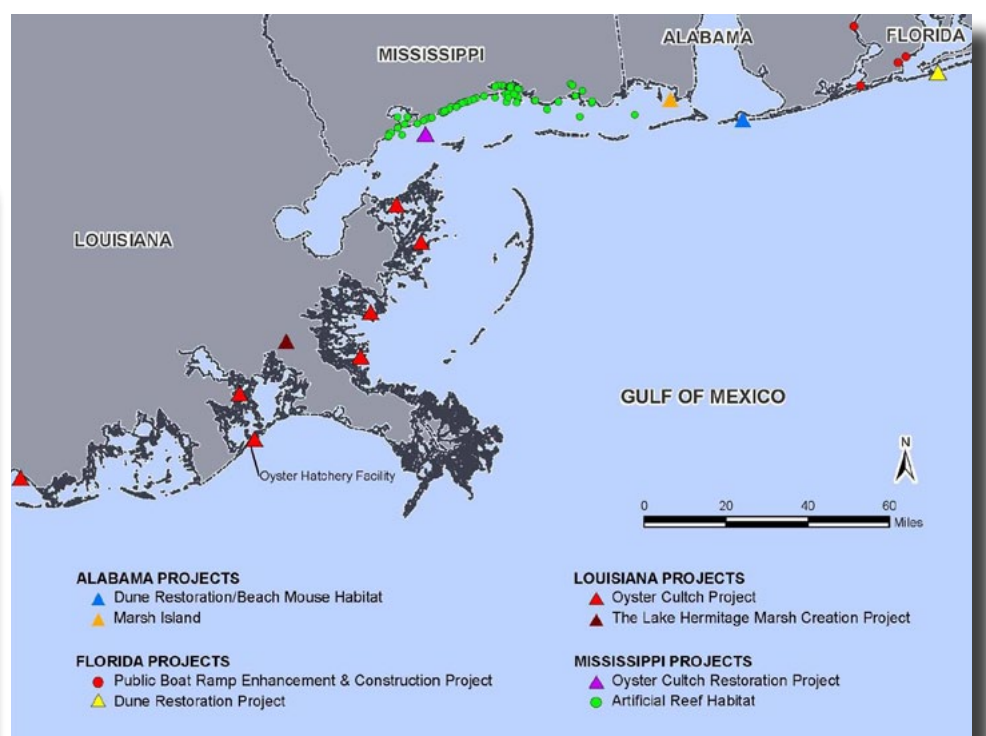 ALABAMA
FLORIDA
MISSISSIPPI
LOUISIANA
GULF OF MEXICO
N
Oyster Hatchery Facility
0 20 40 60
Miles
ALABAMA PROJECTS
Dune Restoration/Beach Mouse Habitat
Marsh Island
FLORIDA PROJECTS
Public Boat Ramp Enhancement & Construction Project
Dune Restoration Project
LOUISIANA PROJECTS
Oyster Cultch Project
The Lake Hermitage Marsh Creation Project
MISSISSIPPI PROJECTS
Oyster Cultch Restoration Project
Artificial Reef Habitat